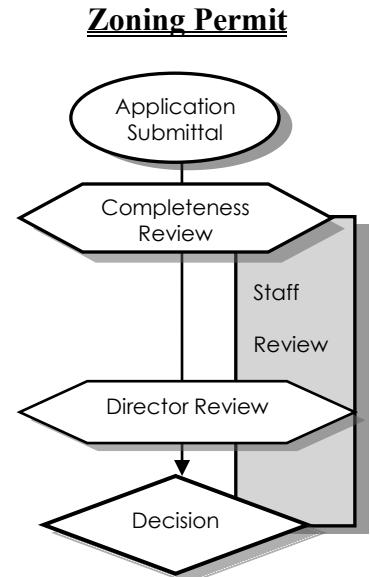 Zoning Permit
Application
Submittal
Completeness
Review
Staff
Review
Director Review
Decision